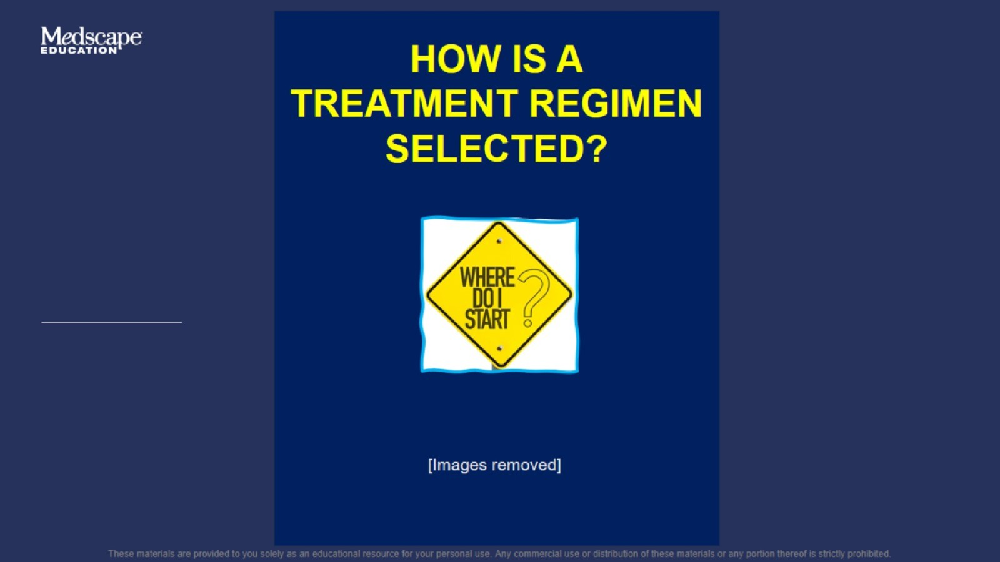 Medscape
EDUCATION
HOW IS A
TREATMENT REGIMEN
SELECTED?
WHERE
DO I
START ?
[Images removed]
These materials are provided to you solely as an educational resource for your personal use. Any commercial use or distribution of these materials or any portion thereof is strictly prohibited.